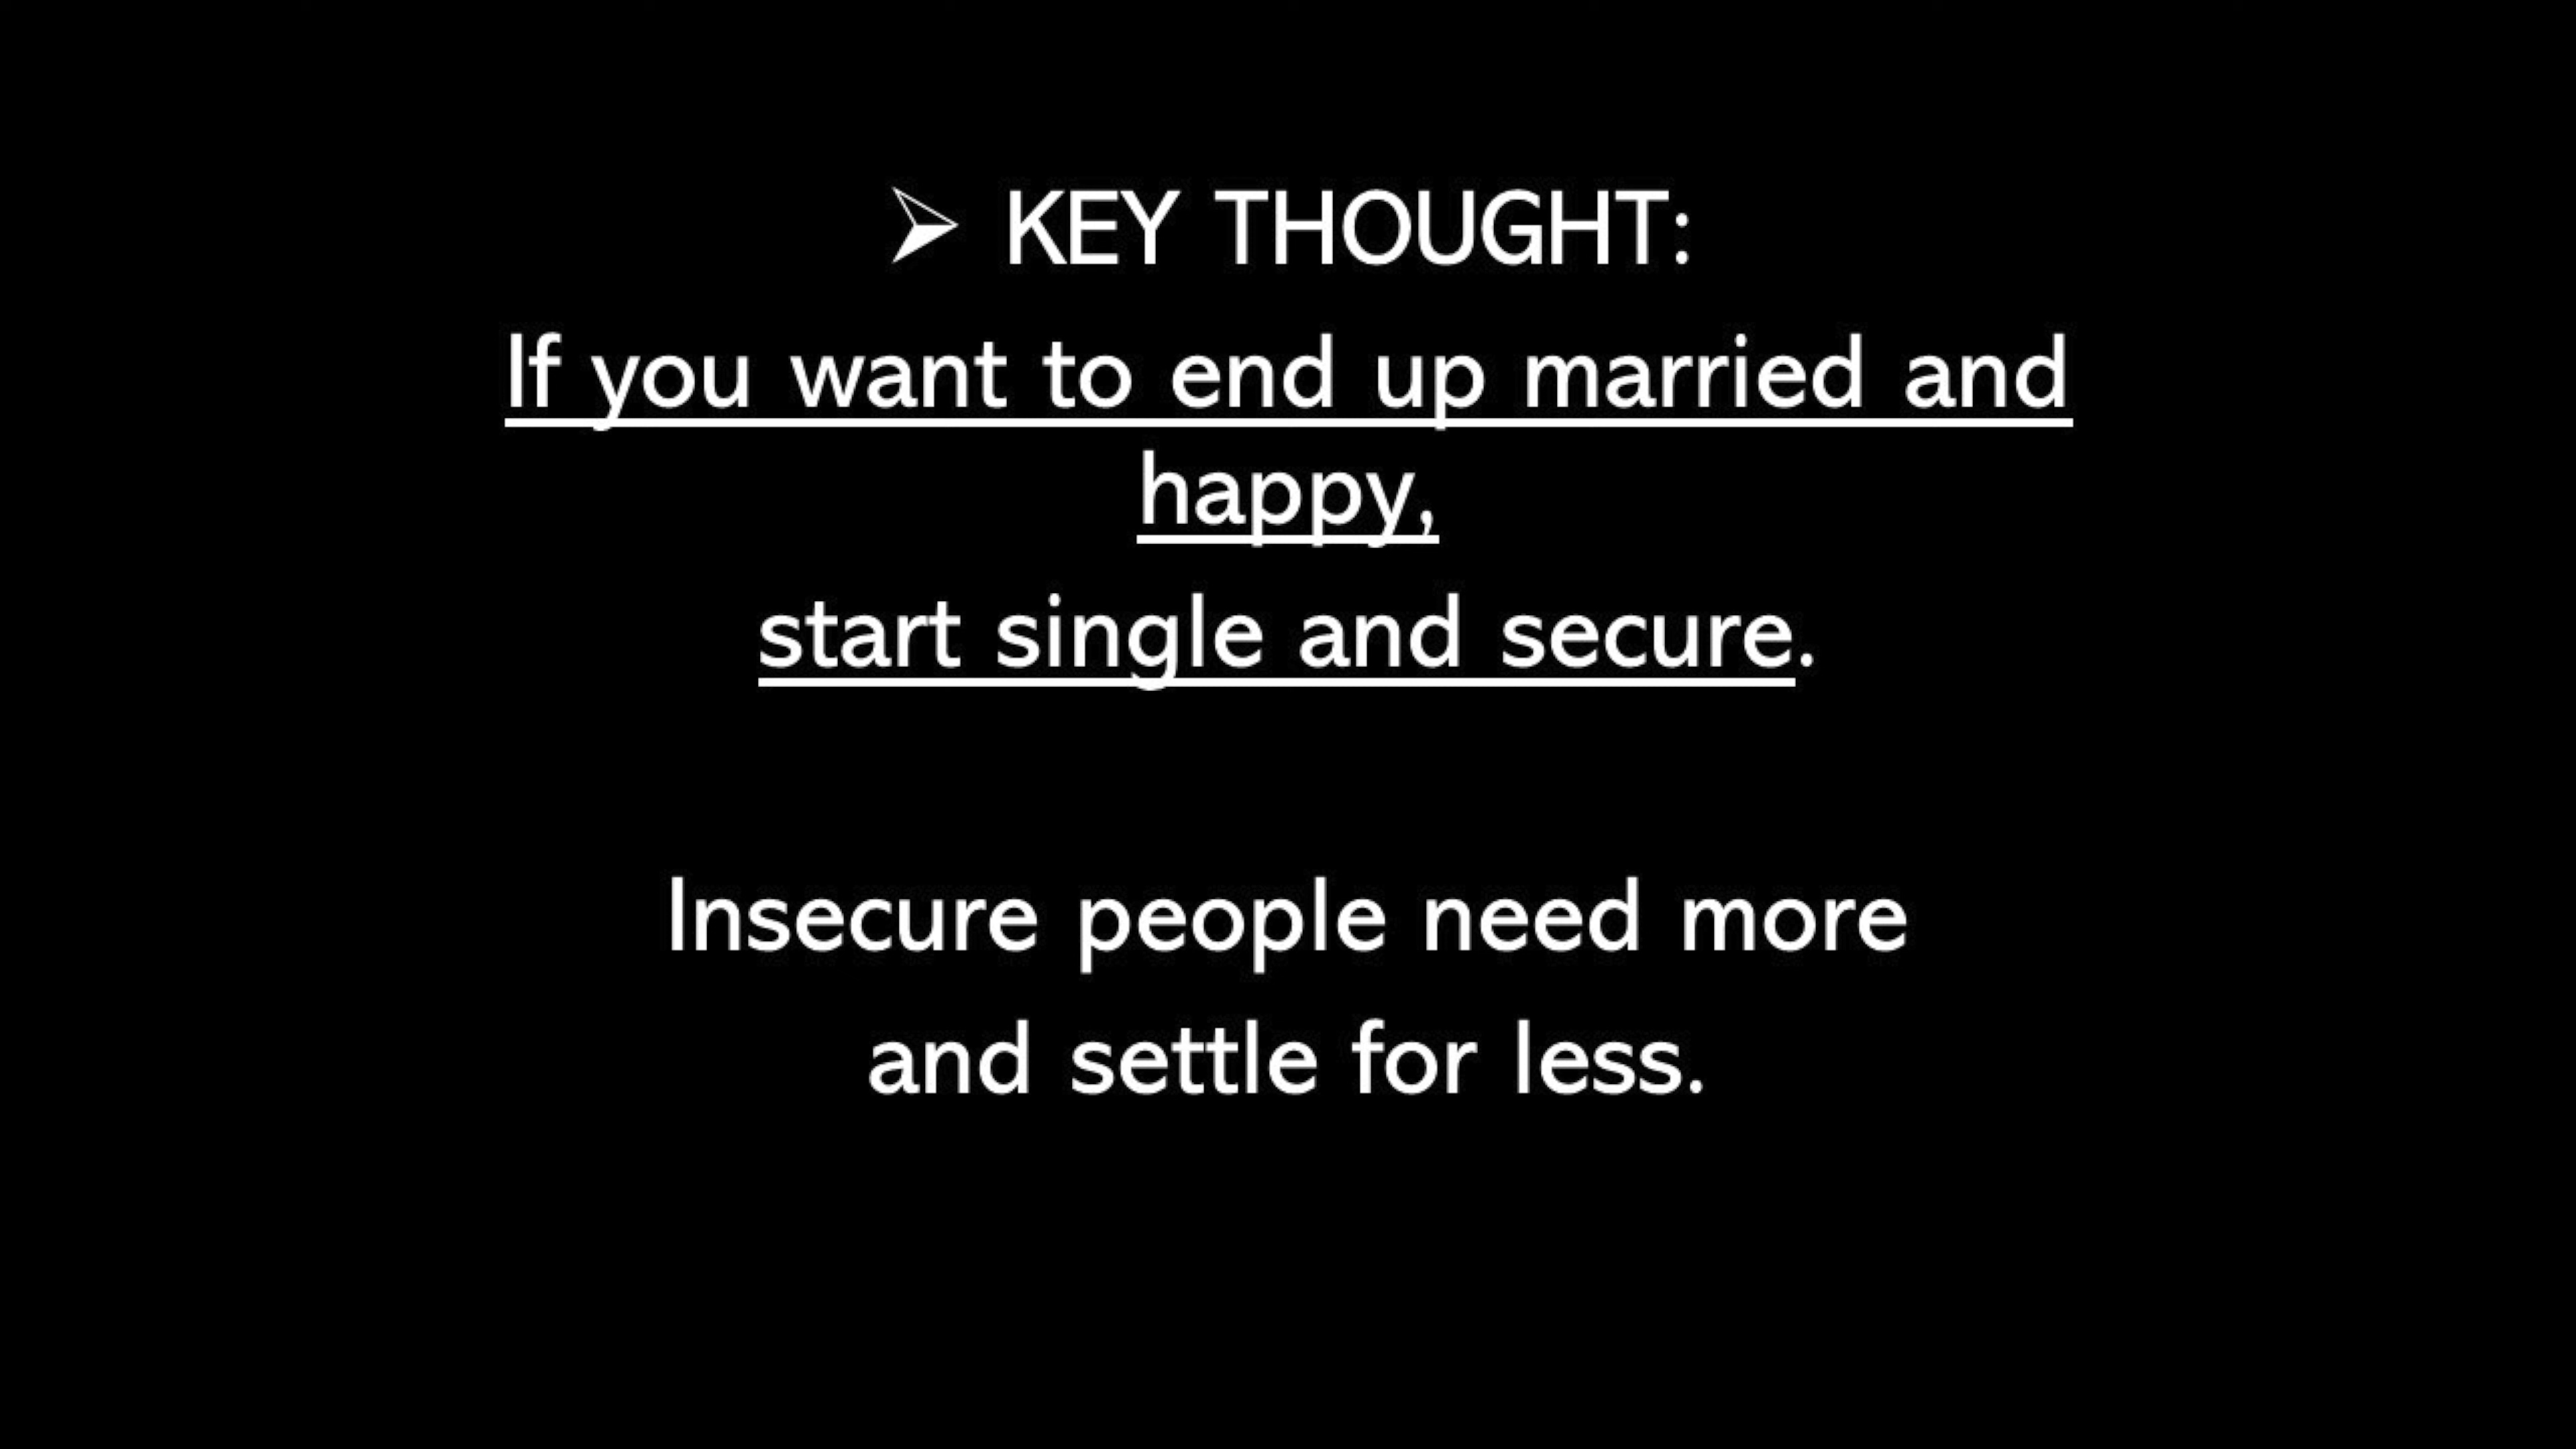 ➢ KEY THOUGHT:
If you want to end up married and
happy,
start single and secure.
Insecure people need more
and settle for less.